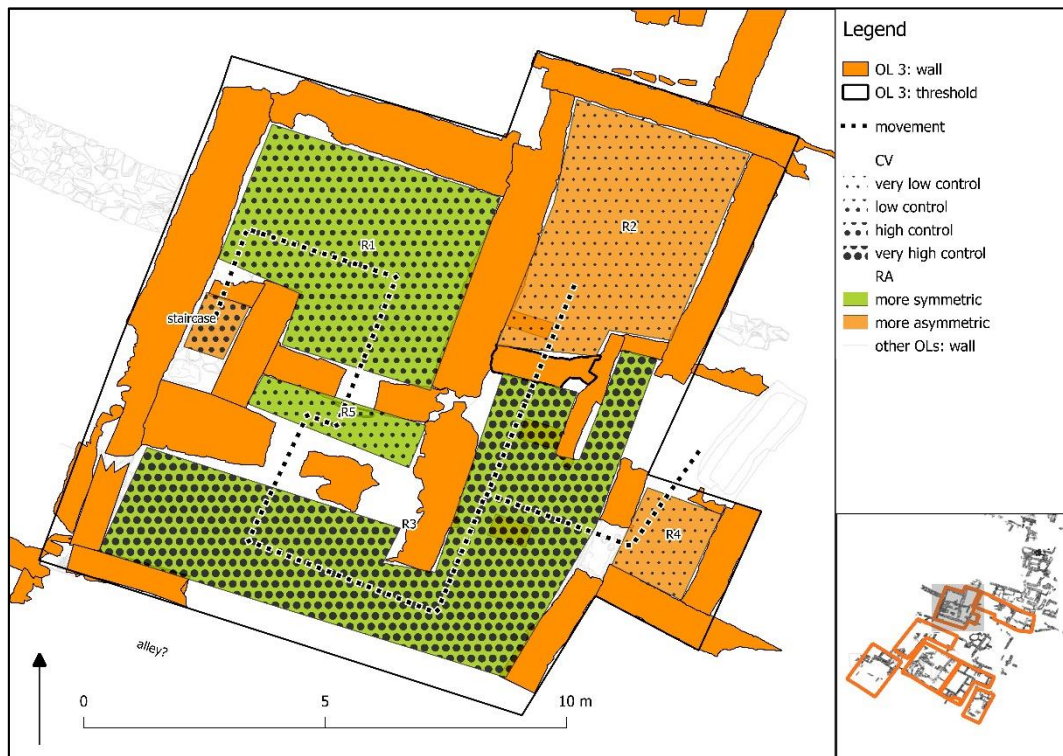 R1
R2
staircase
R5
R3
R4
alley?
0
5
10 m
Legend
OL 3: wall
OL 3: threshold
movement
CV
very low control
low control
high control
very high control
RA
more symmetric
more asymmetric
other OLs: wall